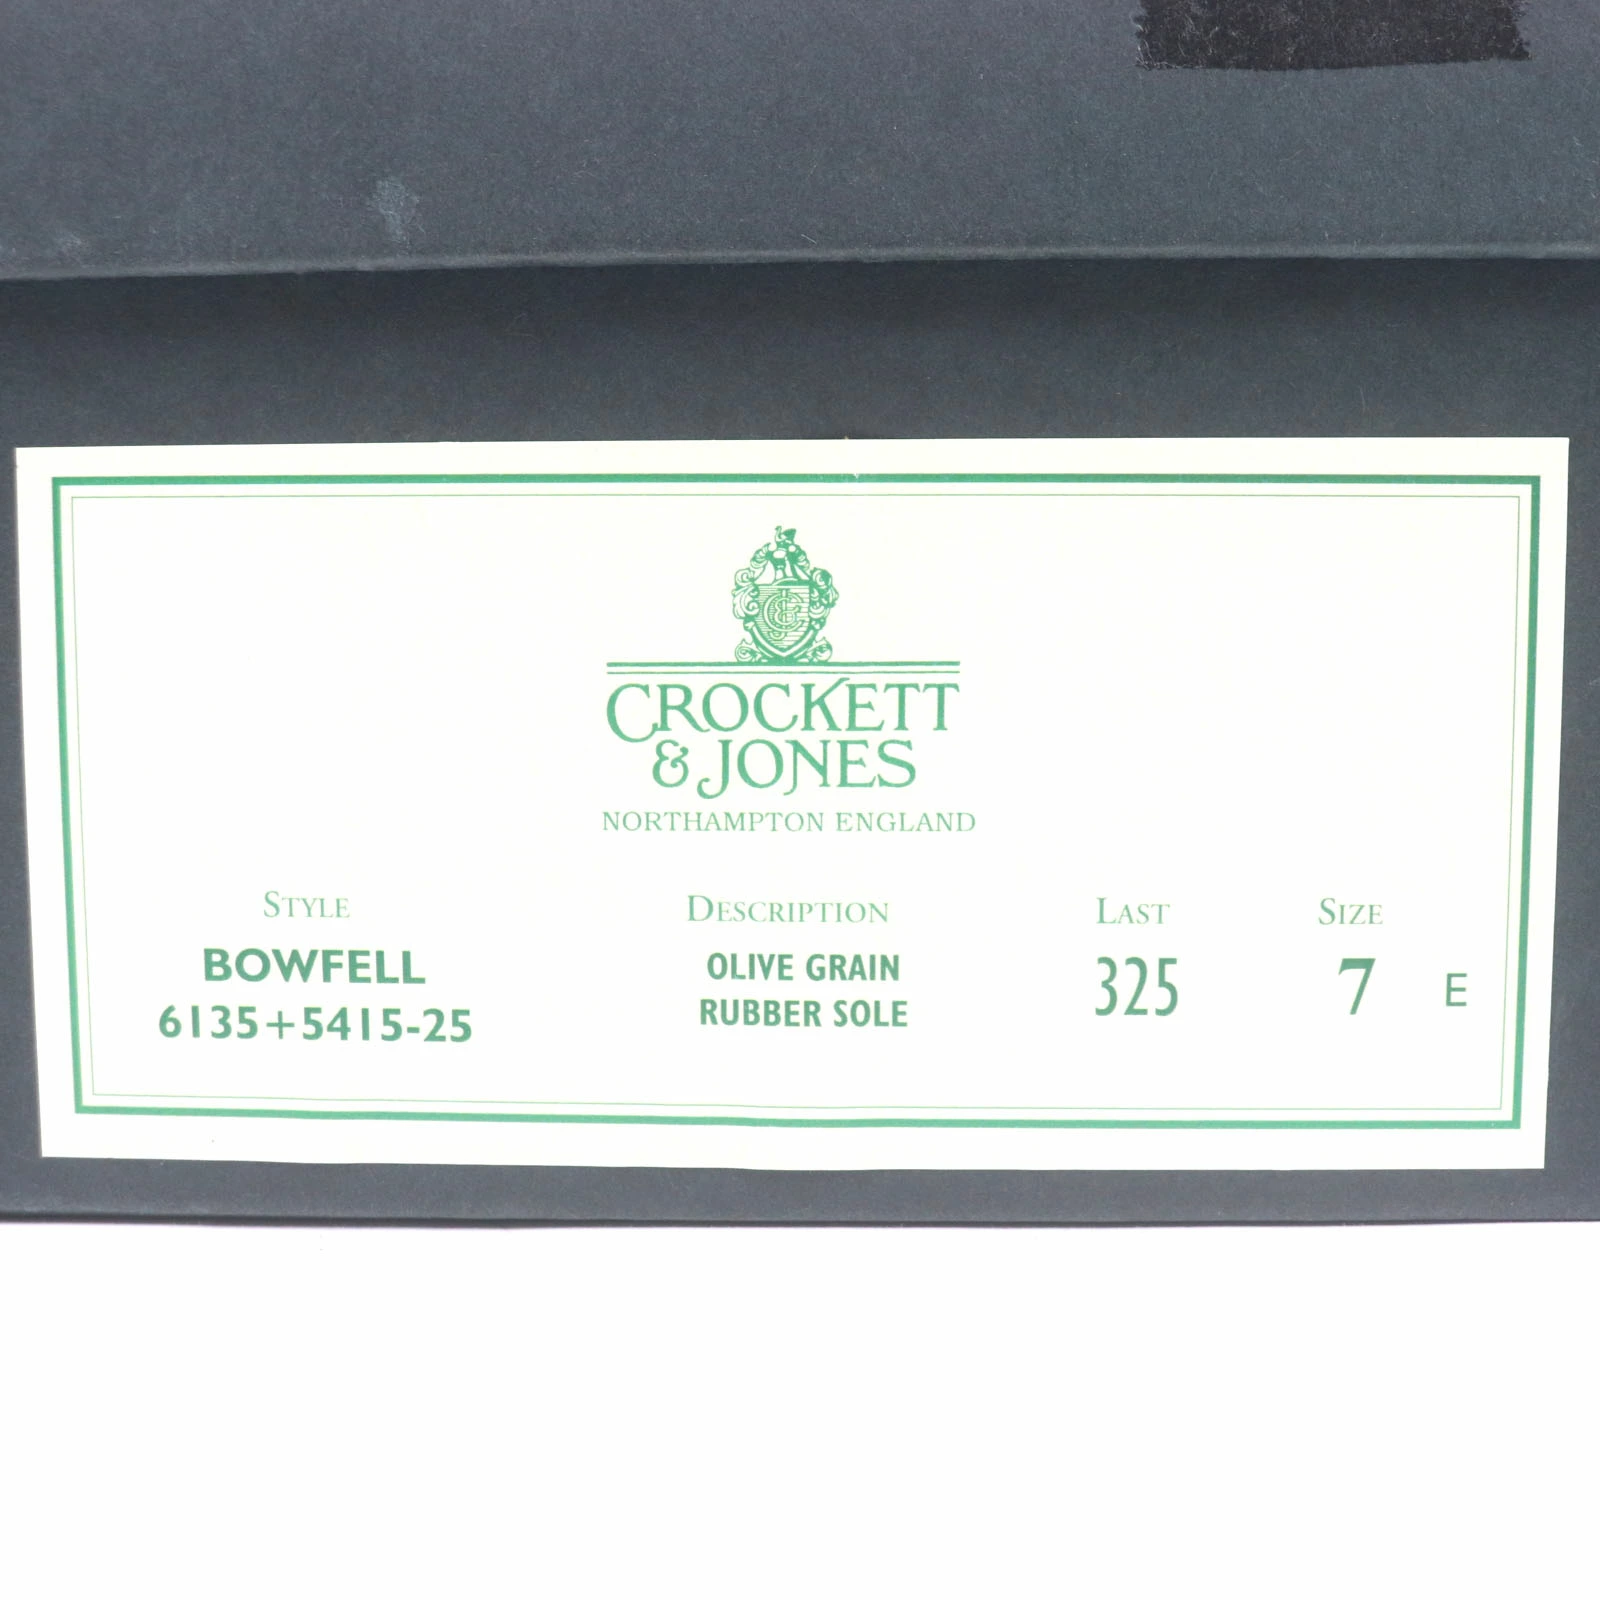 CROCKETT
& JONES
NORTHAMPTON ENGLAND
STYLE DESCRIPTION LAST SIZE
BOWFELL OLIVE GRAIN 325 7 E
6135+5415-25 RUBBER SOLE